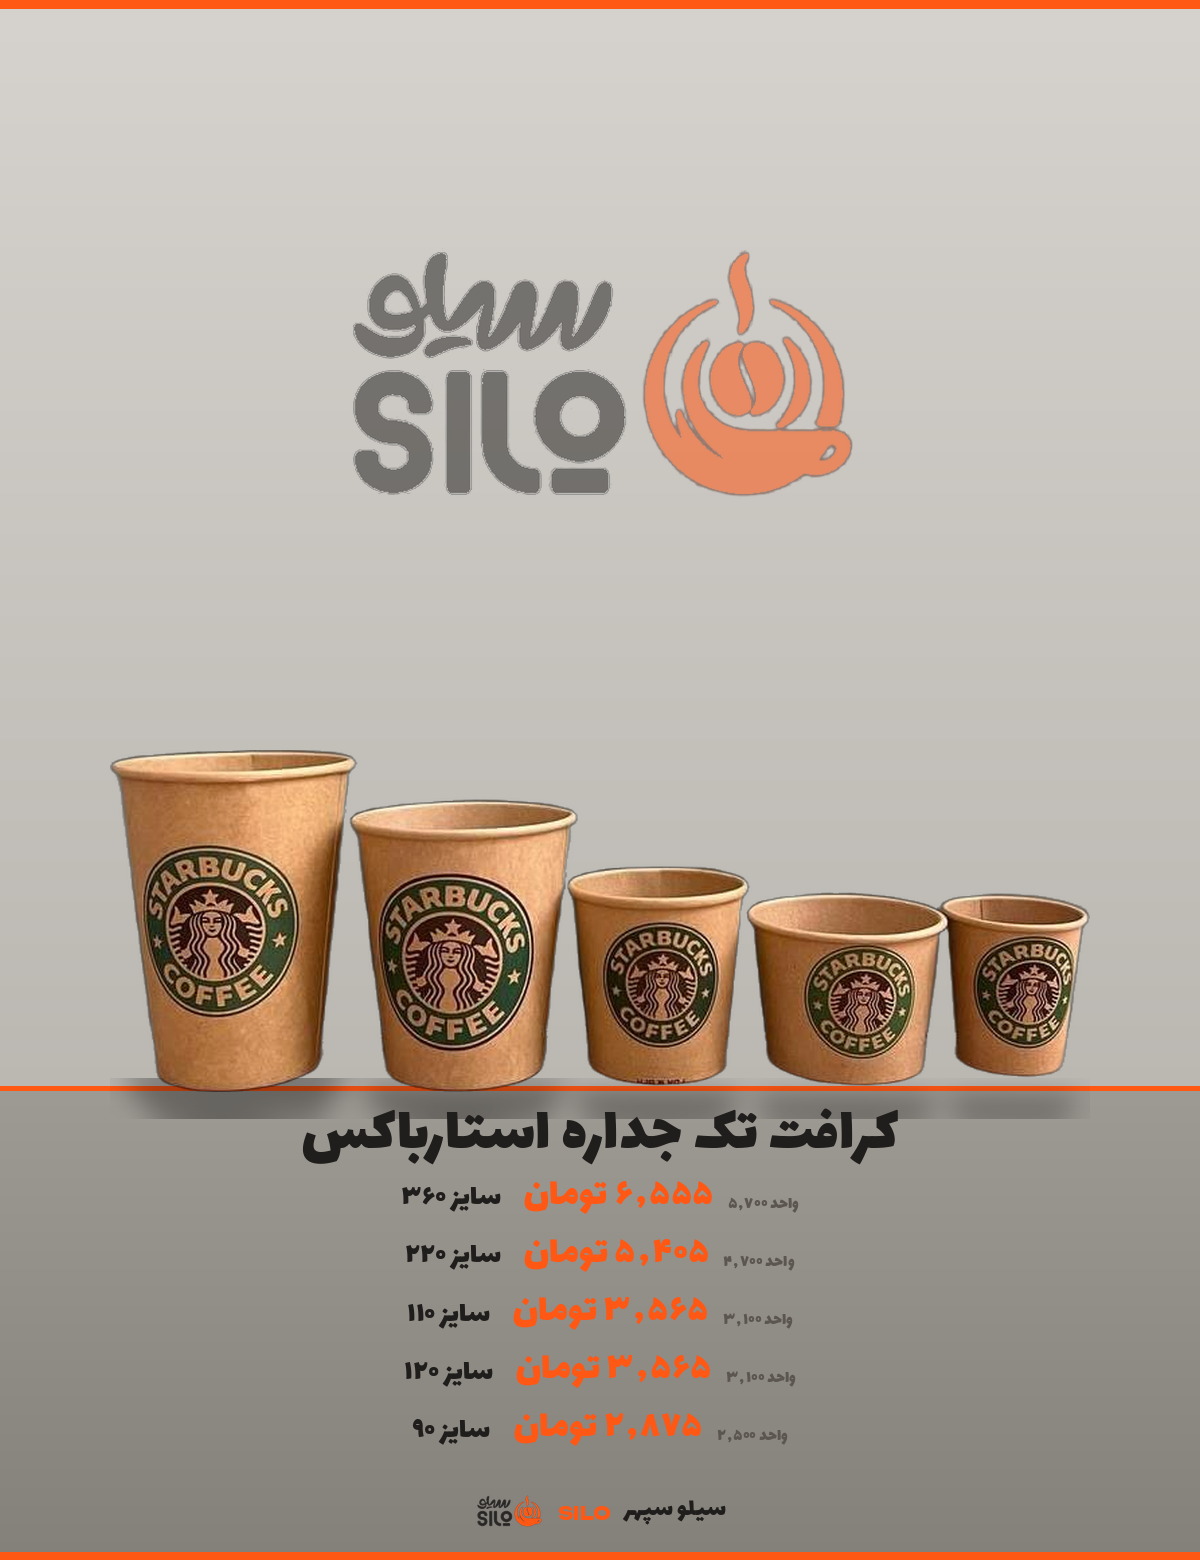 سیلو
SILO
STARBUCKS COFFEE
STARBUCKS COFFEE
STARBUCKS COFFEE
STARBUCKS COFFEE
STARBUCKS COFFEE
کرافت تک جداره استارباکس
سایز ۳۶۰ ۶,۵۵۵ تومان واحد ۵,۷۰۰
سایز ۲۲۰ ۵,۴۰۵ تومان واحد ۴,۷۰۰
سایز ۱۱۰ ۳,۵۶۵ تومان واحد ۳,۱۰۰
سایز ۱۲۰ ۳,۵۶۵ تومان واحد ۳,۱۰۰
سایز ۹۰ ۲,۸۷۵ تومان واحد ۲,۵۰۰
سیلو سپهر SILO سیلو SILO